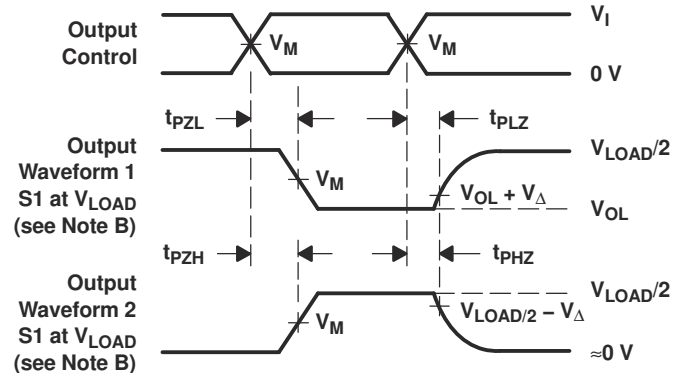 Output
Control
V_M
V_M
V_I
0 V
t_PZL
t_PLZ
Output
Waveform 1
S1 at V_LOAD
(see Note B)
V_M
V_OL + V_Δ
V_LOAD/2
V_OL
t_PZH
t_PHZ
Output
Waveform 2
S1 at V_LOAD
(see Note B)
V_M
V_LOAD/2 − V_Δ
V_LOAD/2
≈0 V